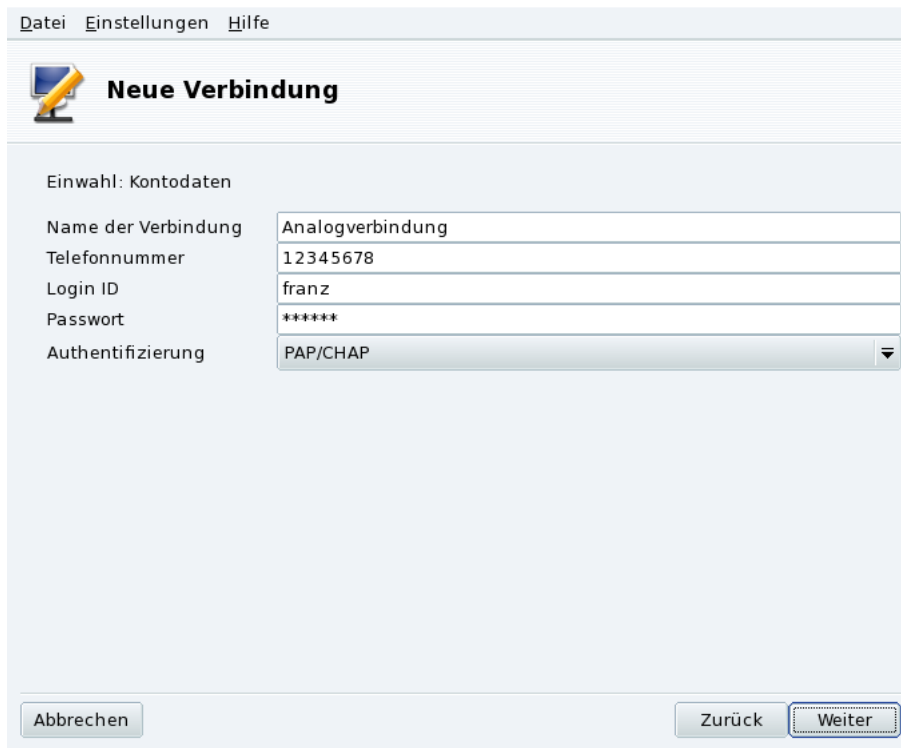 Datei Einstellungen Hilfe
Neue Verbindung
Einwahl: Kontodaten
Name der Verbindung Analogverbindung
Telefonnummer 12345678
Login ID franz
Passwort ******
Authentifizierung PAP/CHAP
Abbrechen Zurück Weiter